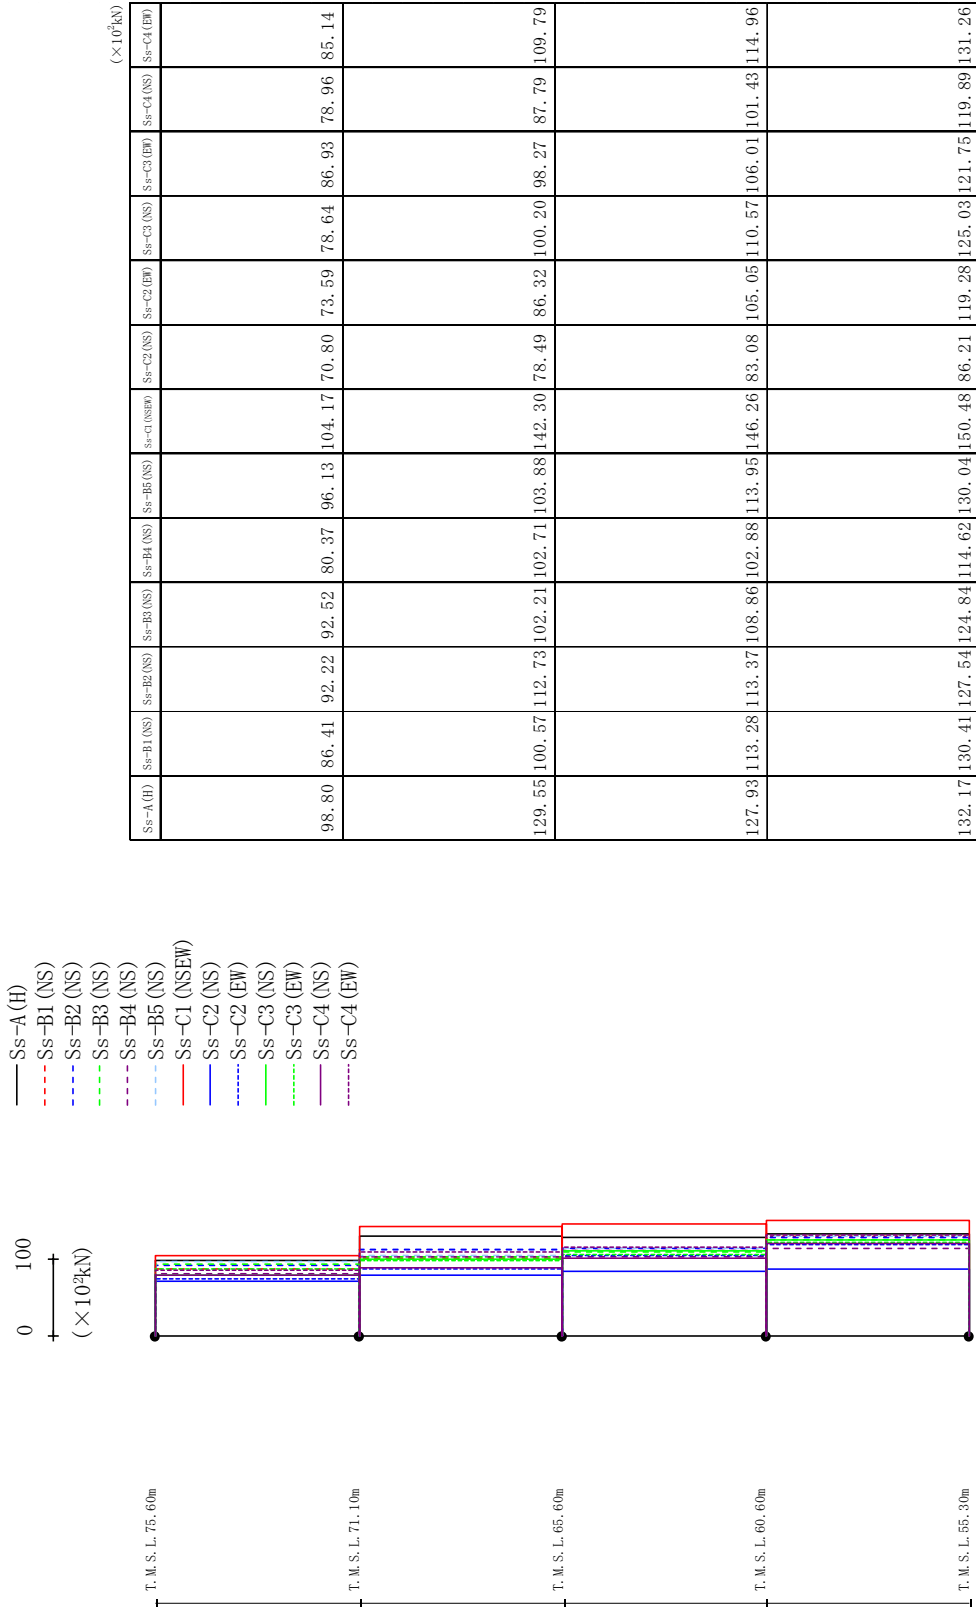 0 100
(×10²kN)
Ss-A(H)
Ss-B1(NS)
Ss-B2(NS)
Ss-B3(NS)
Ss-B4(NS)
Ss-B5(NS)
Ss-C1(NSEW)
Ss-C2(NS)
Ss-C2(EW)
Ss-C3(NS)
Ss-C3(EW)
Ss-C4(NS)
Ss-C4(EW)
T.M.S.L.75.60m
T.M.S.L.71.10m
T.M.S.L.65.60m
T.M.S.L.60.60m
T.M.S.L.55.30m
(×10²kN)
Ss-A(H) Ss-B1(NS) Ss-B2(NS) Ss-B3(NS) Ss-B4(NS) Ss-B5(NS) Ss-C1(NSEW) Ss-C2(NS) Ss-C2(EW) Ss-C3(NS) Ss-C3(EW) Ss-C4(NS) Ss-C4(EW)
98.80 86.41 92.22 92.52 80.37 96.13 104.17 70.80 73.59 78.64 86.93 78.96 85.14
129.55 100.57 112.73 102.21 102.71 103.88 142.30 78.49 86.32 100.20 98.27 87.79 109.79
127.93 113.28 113.37 108.86 102.88 113.95 146.26 83.08 105.05 110.57 106.01 101.43 114.96
132.17 130.41 127.54 124.84 114.62 130.04 150.48 86.21 119.28 125.03 121.75 119.89 131.26